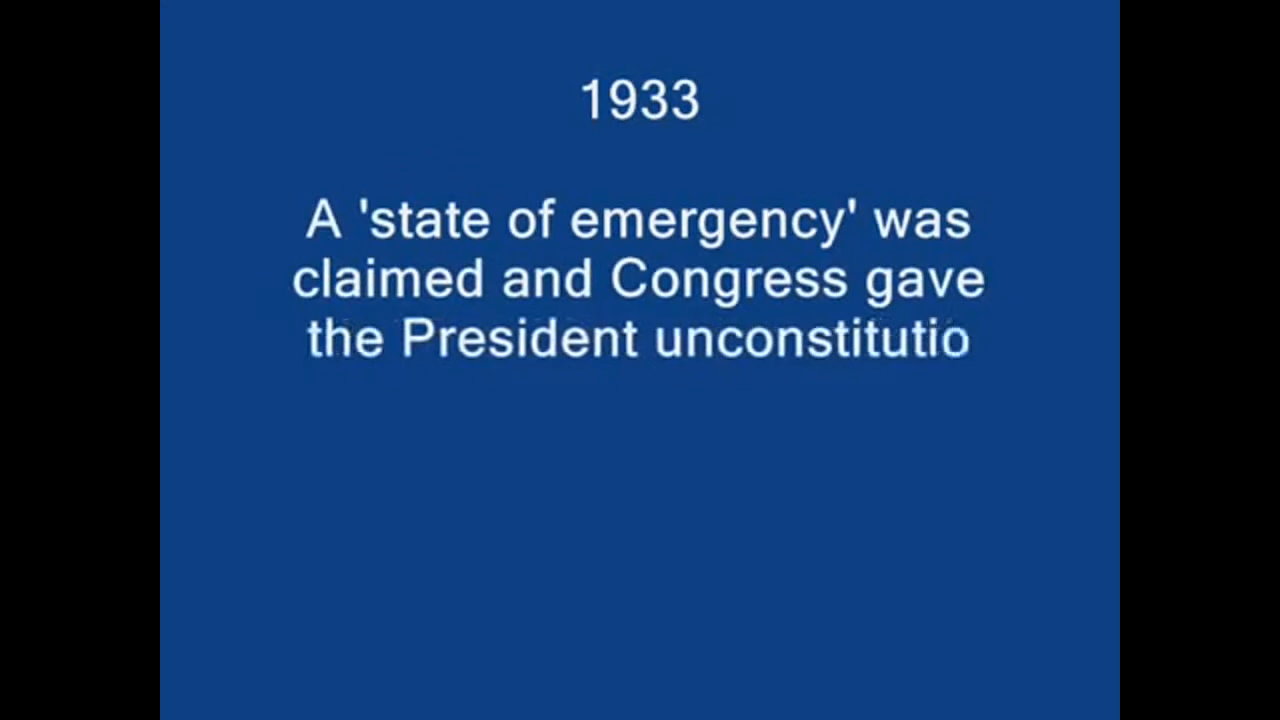 1933
A 'state of emergency' was
claimed and Congress gave
the President unconstitutio